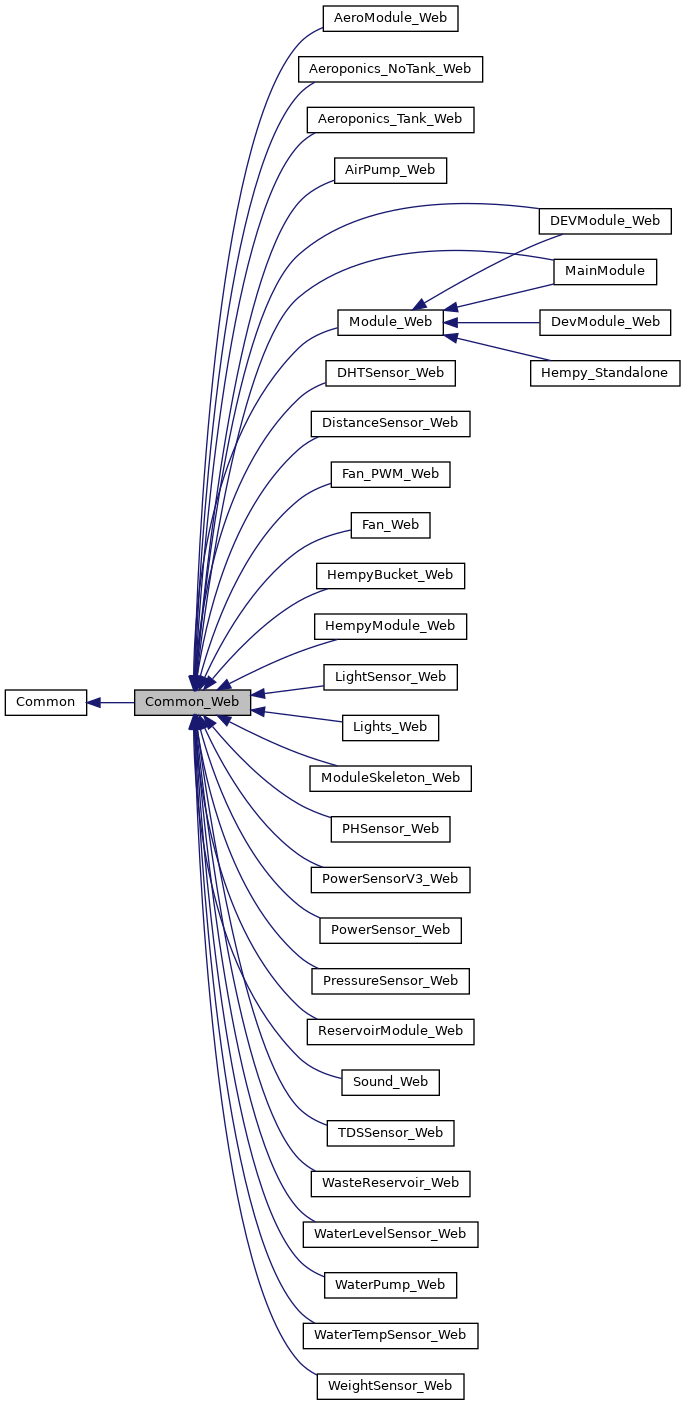 AeroModule_Web
Aeroponics_NoTank_Web
Aeroponics_Tank_Web
AirPump_Web
DEVModule_Web
MainModule
Module_Web
DevModule_Web
Hempy_Standalone
DHTSensor_Web
DistanceSensor_Web
Fan_PWM_Web
Fan_Web
HempyBucket_Web
HempyModule_Web
LightSensor_Web
Common
Common_Web
Lights_Web
ModuleSkeleton_Web
PHSensor_Web
PowerSensorV3_Web
PowerSensor_Web
PressureSensor_Web
ReservoirModule_Web
Sound_Web
TDSSensor_Web
WasteReservoir_Web
WaterLevelSensor_Web
WaterPump_Web
WaterTempSensor_Web
WeightSensor_Web